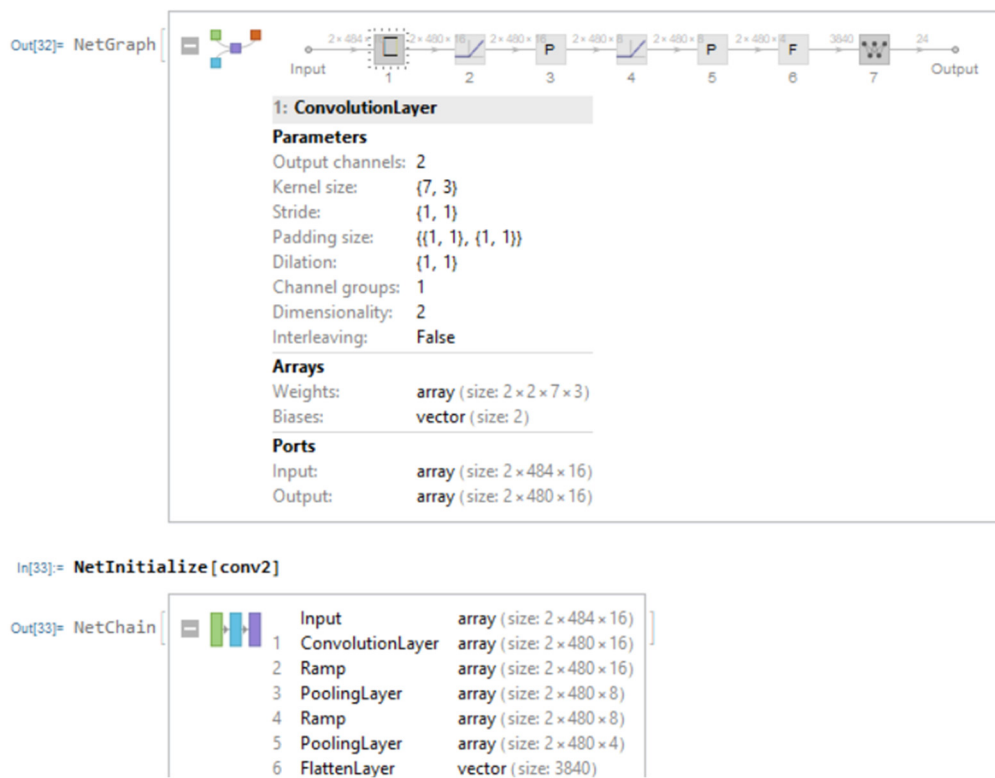 Out[32]= NetGraph
2×484 2×480×16 2×480×16 2×480×8 2×480×8 2×480×4 3840 24
Input P P F Output
1 2 3 4 5 6 7
1: ConvolutionLayer
Parameters
Output channels: 2
Kernel size: {7, 3}
Stride: {1, 1}
Padding size: {{1, 1}, {1, 1}}
Dilation: {1, 1}
Channel groups: 1
Dimensionality: 2
Interleaving: False
Arrays
Weights: array (size: 2×2×7×3)
Biases: vector (size: 2)
Ports
Input: array (size: 2×484×16)
Output: array (size: 2×480×16)
In[33]:= NetInitialize[conv2]
Out[33]= NetChain
Input array (size: 2×484×16)
1 ConvolutionLayer array (size: 2×480×16)
2 Ramp array (size: 2×480×16)
3 PoolingLayer array (size: 2×480×8)
4 Ramp array (size: 2×480×8)
5 PoolingLayer array (size: 2×480×4)
6 FlattenLayer vector (size: 3840)